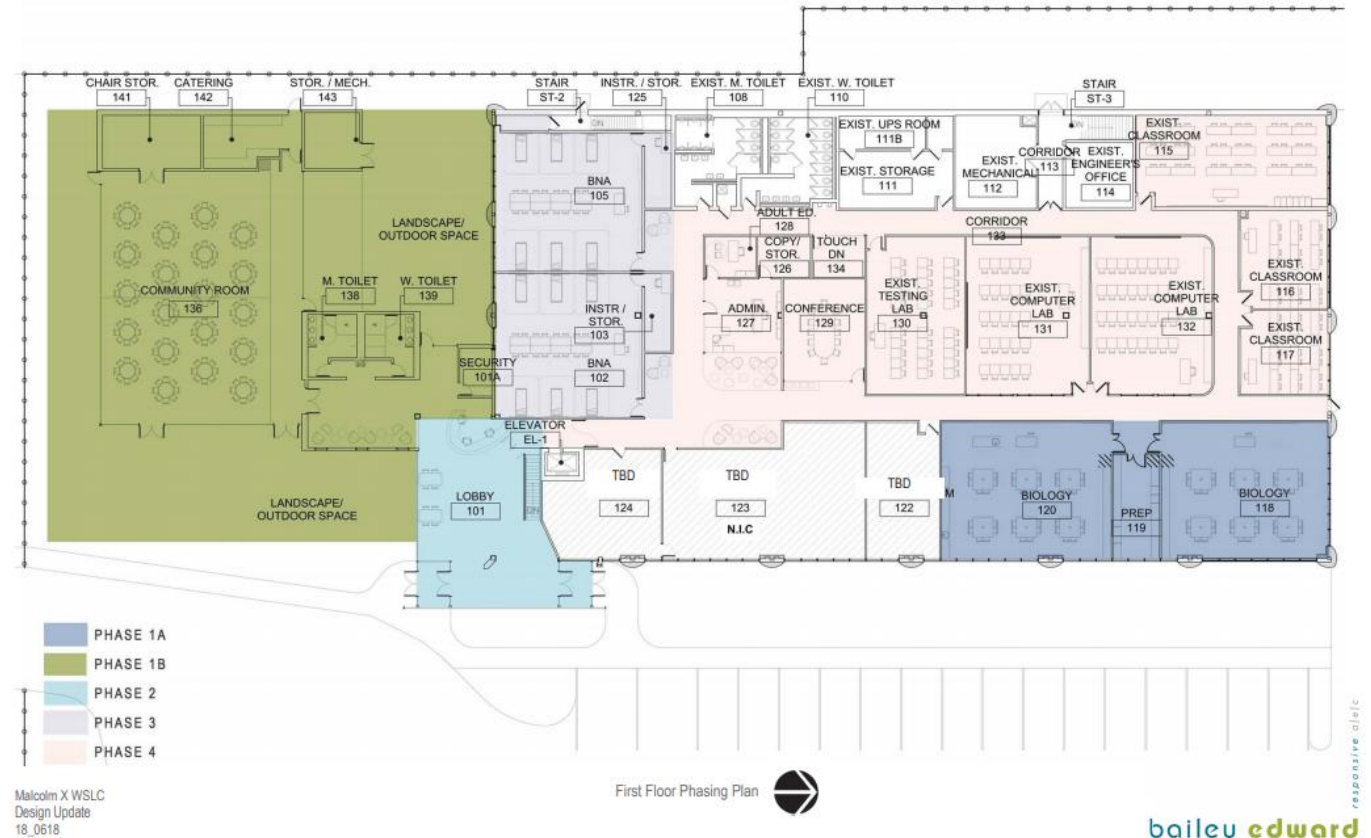 CHAIR STOR.
141
CATERING
142
STOR. / MECH.
143
STAIR
ST-2
INSTR. / STOR.
125
EXIST. M. TOILET
108
EXIST. W. TOILET
110
STAIR
ST-3
DN
DN
EXIST. UPS ROOM
111B
EXIST. STORAGE
111
EXIST.
MECHANICAL
112
CORRIDOR
113
EXIST.
ENGINEER'S
OFFICE
114
EXIST.
CLASSROOM
115
BNA
105
LANDSCAPE/
OUTDOOR SPACE
ADULT ED.
128
COPY/
STOR.
126
TOUCH
DN
134
CORRIDOR
133
EXIST.
CLASSROOM
116
COMMUNITY ROOM
136
M. TOILET
138
W. TOILET
139
INSTR /
STOR.
103
ADMIN.
127
CONFERENCE
129
EXIST.
TESTING
LAB
130
EXIST.
COMPUTER
LAB
131
EXIST.
COMPUTER
LAB
132
EXIST.
CLASSROOM
117
SECURITY
101A
BNA
102
ELEVATOR
EL-1
LANDSCAPE/
OUTDOOR SPACE
LOBBY
101
DN
TBD
124
TBD
123
N.I.C
TBD
122
M
BIOLOGY
120
PREP
119
BIOLOGY
118
PHASE 1A
PHASE 1B
PHASE 2
PHASE 3
PHASE 4
Malcolm X WSLC
Design Update
18_0618
First Floor Phasing Plan
responsive
bailey edward